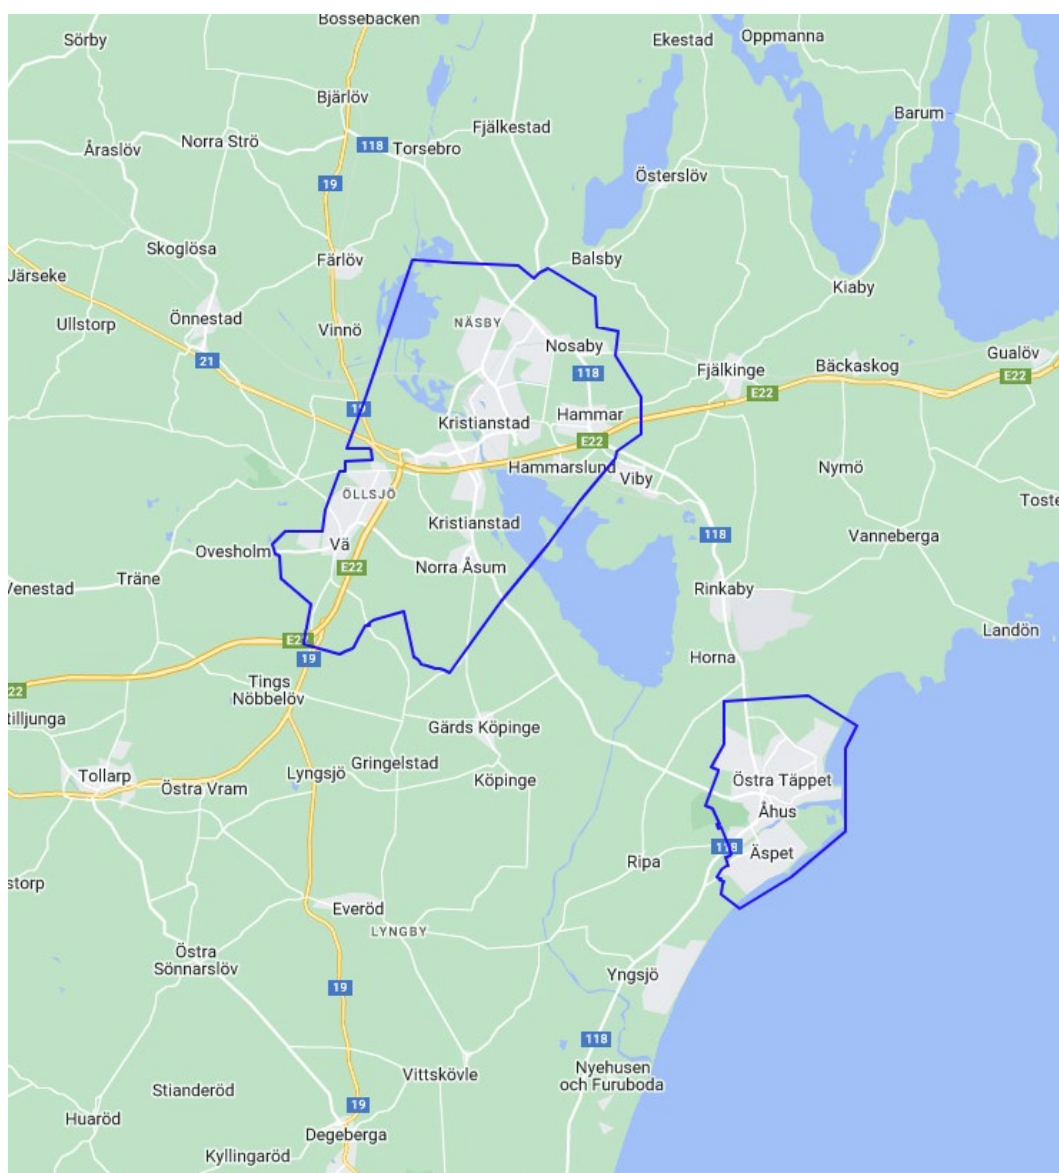 Bossebacken
Sörby
Ekestad
Oppmanna
Bjärlöv
Barum
Fjälkestad
Norra Strö
118
Torsebro
Åraslöv
19
Österslöv
Skoglösa
Färlöv
Balsby
Järseke
Kiaby
Önnestad
Ullstorp
Vinnö
NÄSBY
Nosaby
Gualöv
21
118
Fjälkinge
Bäckaskog
E22
E22
19
Hammar
Kristianstad
E22
Hammarslund
Viby
Nymö
ÖLLSJÖ
Toste
Kristianstad
118
Vanneberga
Ovesholm
Vä
E22
Norra Åsum
Träne
Venestad
Rinkaby
Landön
E22
19
Horna
22
Tings
Nöbbelöv
tilljunga
Gärds Köpinge
Gringelstad
Lyngsjö
Tollarp
Östra Vram
Köpinge
Östra Täppet
Åhus
118
Äspet
Ripa
storp
Everöd
LYNGBY
Östra
Sönnarslöv
Yngsjö
19
118
Nyehusen
och Furuboda
Vittskövle
Stianderöd
19
Huaröd
Degeberga
Kyllingaröd